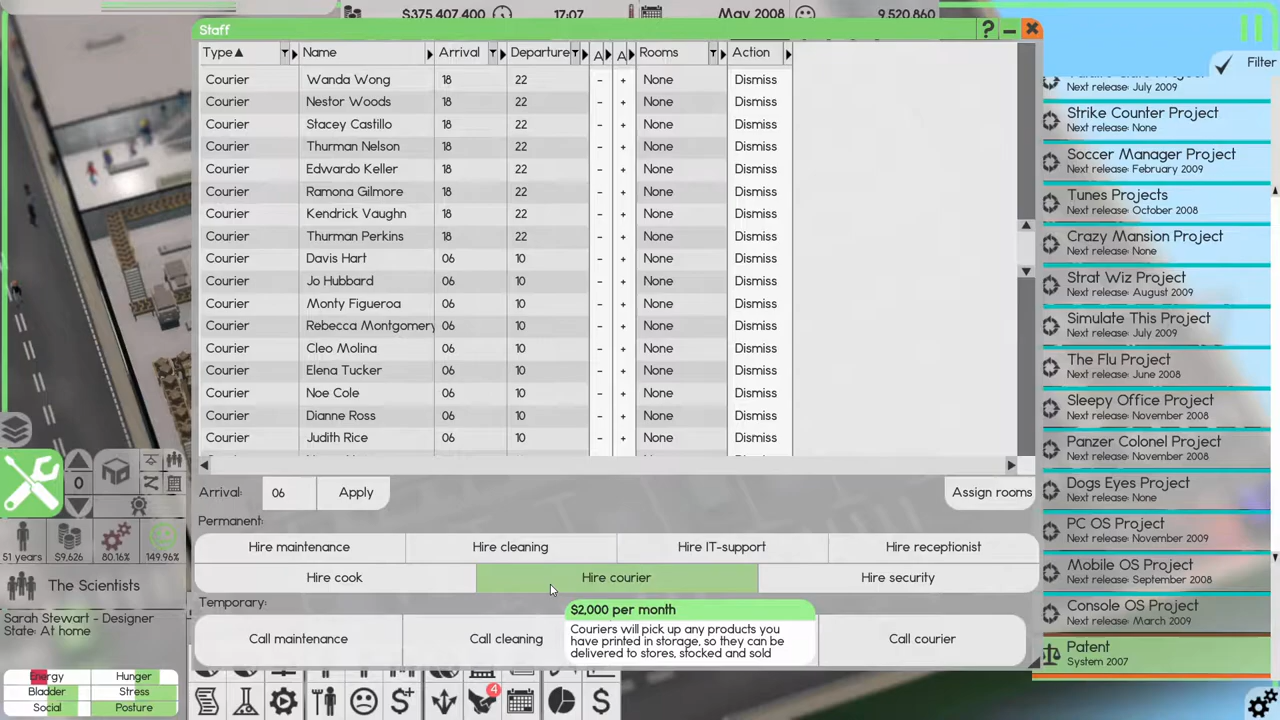 $375 407 400
17:07
May 2008
9 520 860
Staff
?
Type
Name
Arrival
Departure
A
A
Rooms
Action
Courier Wanda Wong 18 22 - + None Dismiss
Courier Nestor Woods 18 22 - + None Dismiss
Courier Stacey Castillo 18 22 - + None Dismiss
Courier Thurman Nelson 18 22 - + None Dismiss
Courier Edwardo Keller 18 22 - + None Dismiss
Courier Ramona Gilmore 18 22 - + None Dismiss
Courier Kendrick Vaughn 18 22 - + None Dismiss
Courier Thurman Perkins 18 22 - + None Dismiss
Courier Davis Hart 06 10 - + None Dismiss
Courier Jo Hubbard 06 10 - + None Dismiss
Courier Monty Figueroa 06 10 - + None Dismiss
Courier Rebecca Montgomery 06 10 - + None Dismiss
Courier Cleo Molina 06 10 - + None Dismiss
Courier Elena Tucker 06 10 - + None Dismiss
Courier Noe Cole 06 10 - + None Dismiss
Courier Dianne Ross 06 10 - + None Dismiss
Courier Judith Rice 06 10 - + None Dismiss
Arrival: 06 Apply Assign rooms
Permanent:
Hire maintenance Hire cleaning Hire IT-support Hire receptionist
Hire cook Hire courier Hire security
Temporary:
Call maintenance Call cleaning Call courier
$2,000 per month
Couriers will pick up any products you
have printed in storage, so they can be
delivered to stores, stocked and sold
Filter
Next release: July 2009
Strike Counter Project
Next release: None
Soccer Manager Project
Next release: February 2009
Tunes Projects
Next release: October 2008
Crazy Mansion Project
Next release: None
Strat Wiz Project
Next release: August 2009
Simulate This Project
Next release: July 2009
The Flu Project
Next release: June 2008
Sleepy Office Project
Next release: November 2008
Panzer Colonel Project
Next release: November 2008
Dogs Eyes Project
Next release: None
PC OS Project
Next release: November 2008
Mobile OS Project
Next release: September 2008
Console OS Project
Next release: March 2009
Patent
System 2007
0
51 years $9,626 80.16% 149.96%
The Scientists
Sarah Stewart - Designer
State: At home
Energy Hunger
Bladder Stress
Social Posture
4